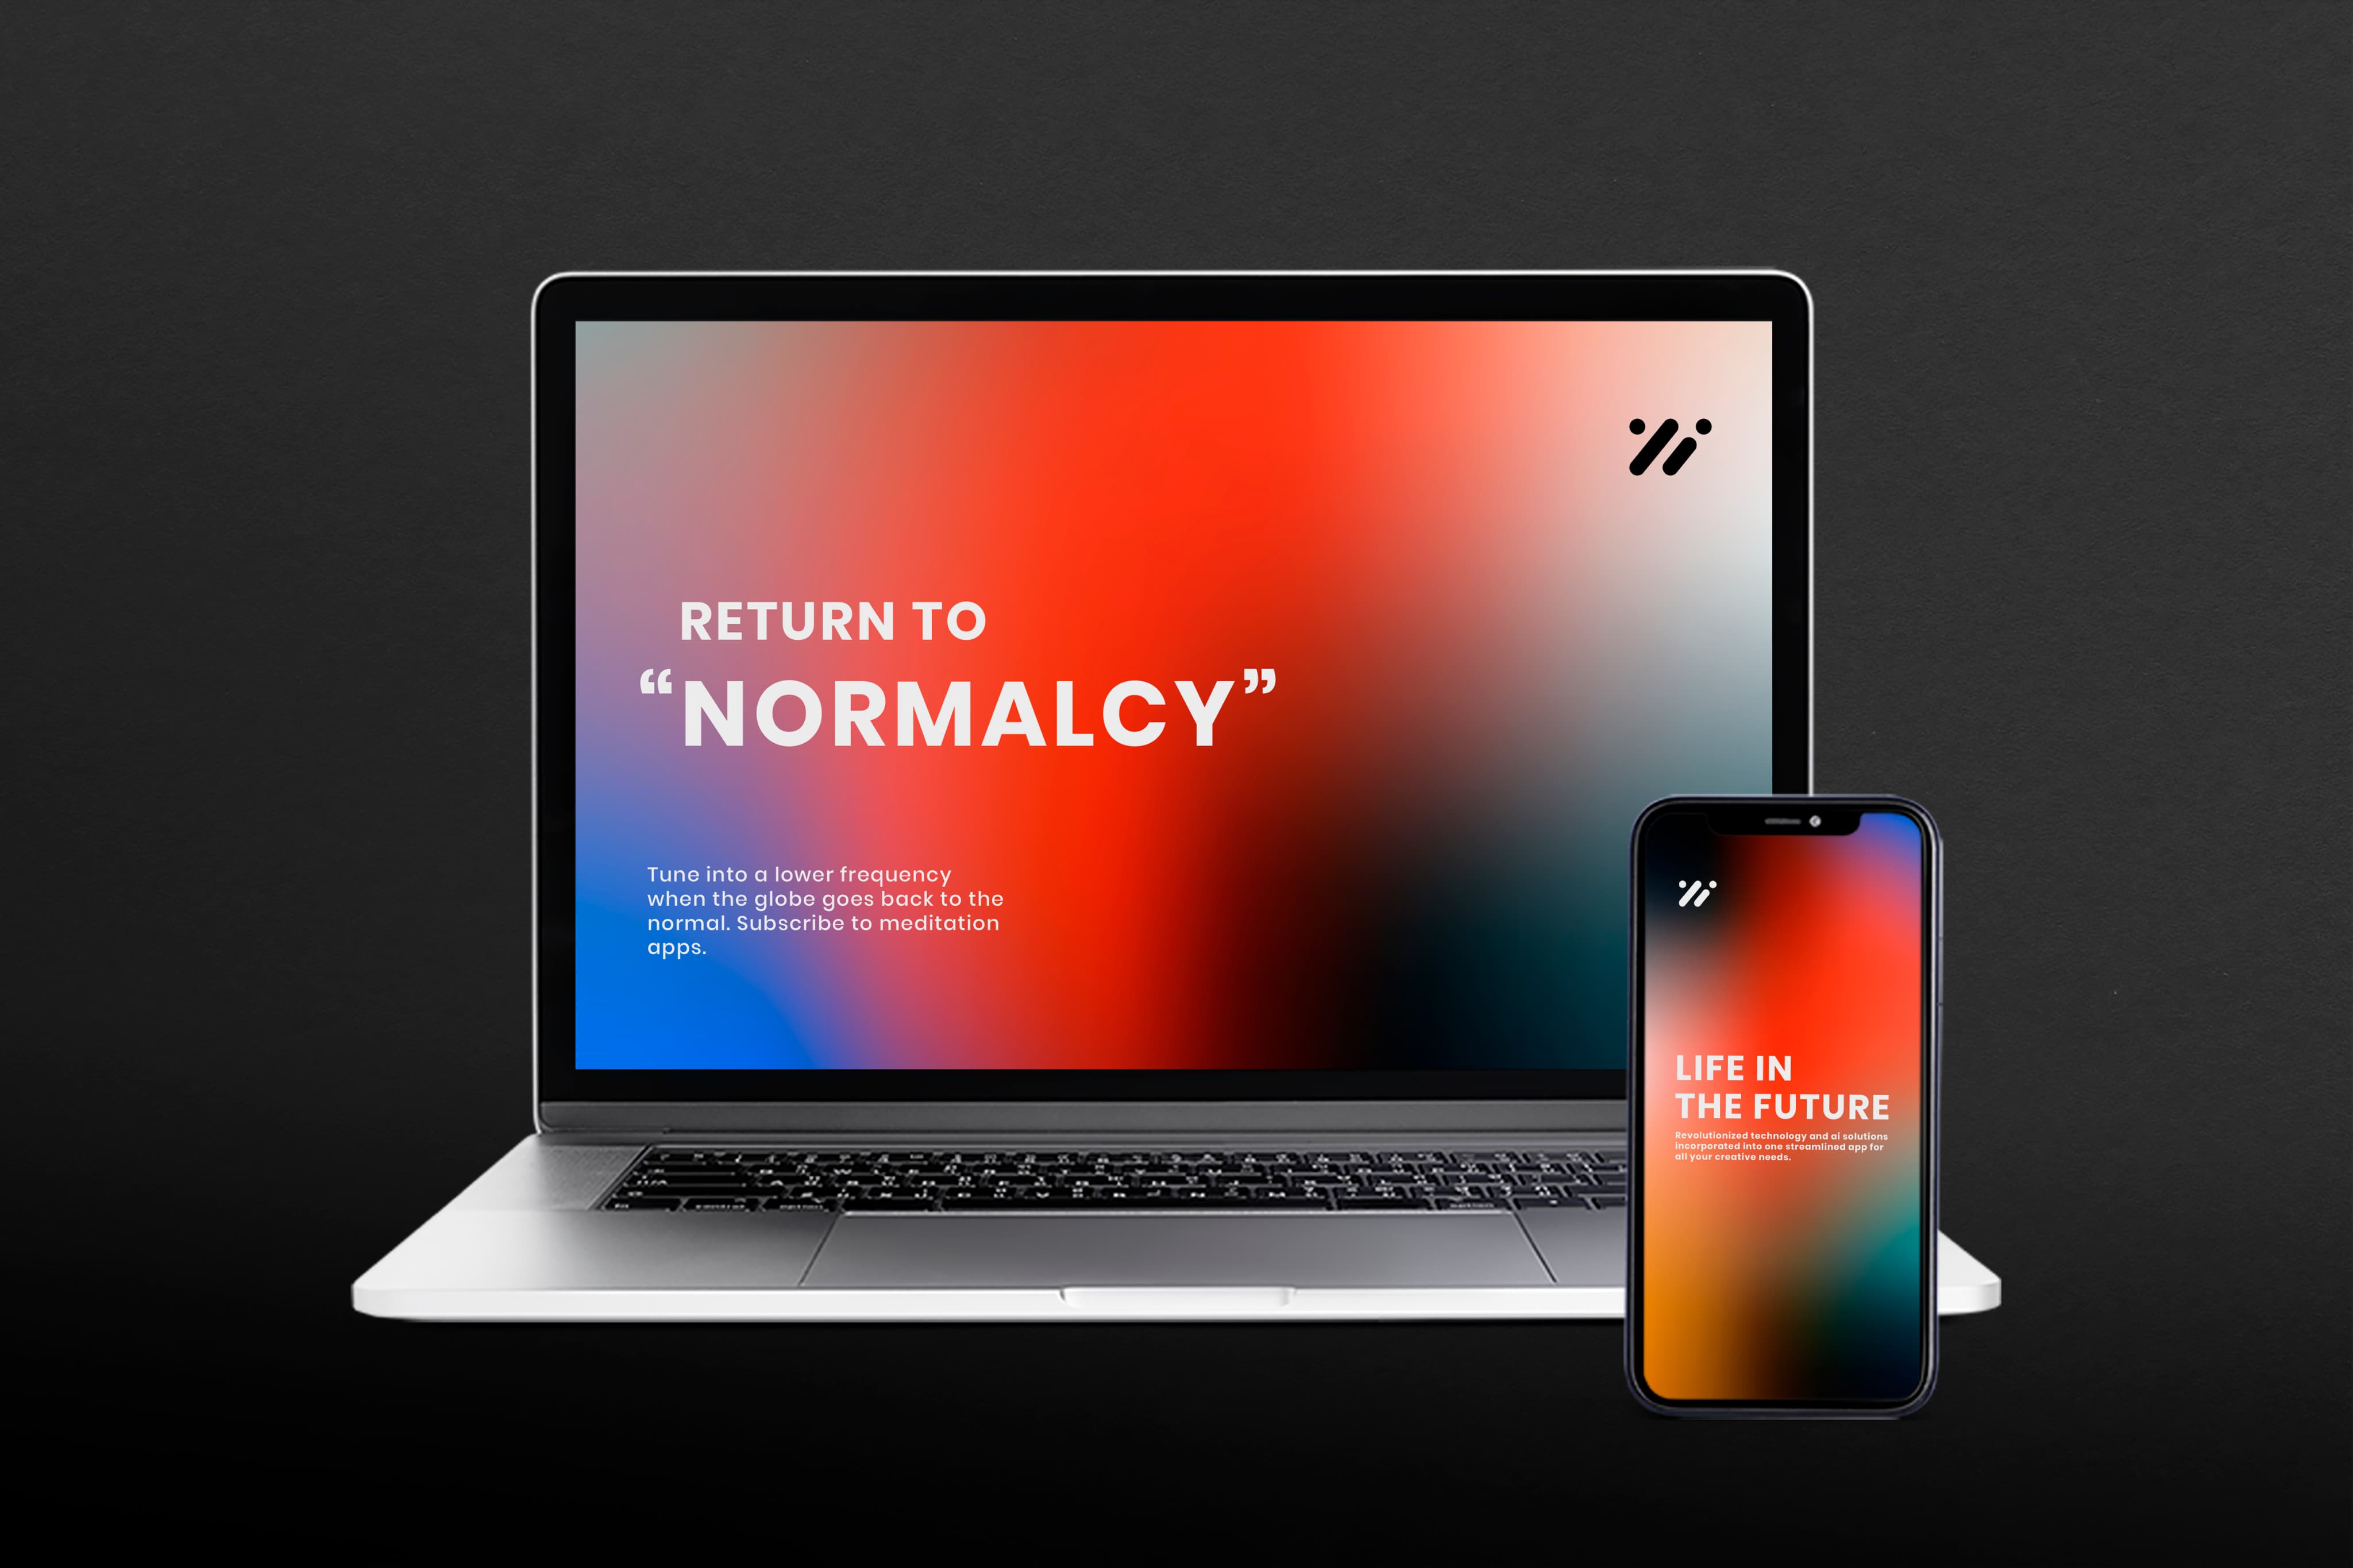 RETURN TO
“NORMALCY”
Tune into a lower frequency
when the globe goes back to the
normal. Subscribe to meditation
apps.
LIFE IN
THE FUTURE
Revolutionized technology and ai solutions
incorporated into one streamlined app for
all your creative needs.